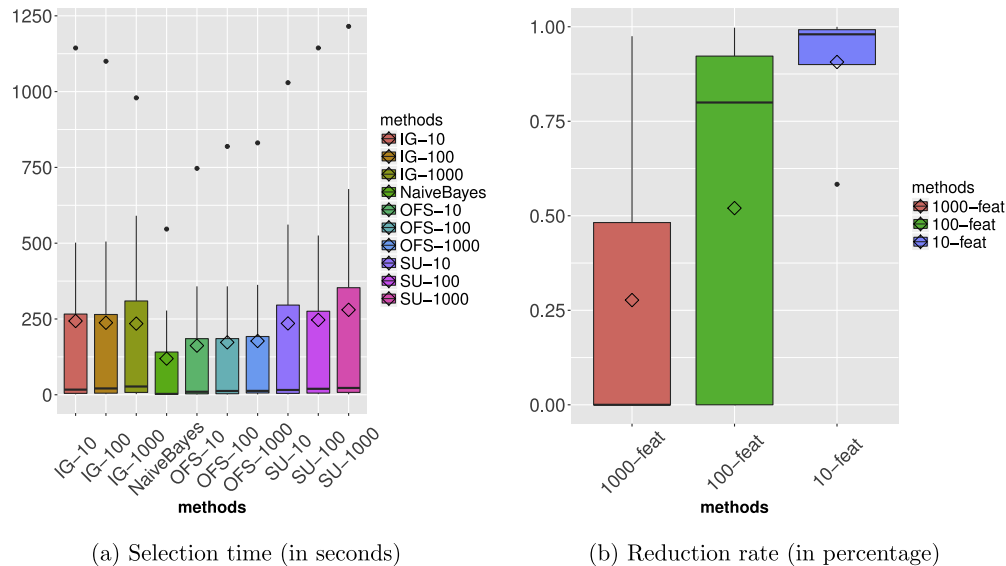 1250
1000
750
500
250
0
IG−10
IG−100
IG−1000
NaiveBayes
OFS−10
OFS−100
OFS−1000
SU−10
SU−100
SU−1000
methods
methods
IG−10
IG−100
IG−1000
NaiveBayes
OFS−10
OFS−100
OFS−1000
SU−10
SU−100
SU−1000
(a) Selection time (in seconds)
1.00
0.75
0.50
0.25
0.00
1000−feat
100−feat
10−feat
methods
methods
1000−feat
100−feat
10−feat
(b) Reduction rate (in percentage)